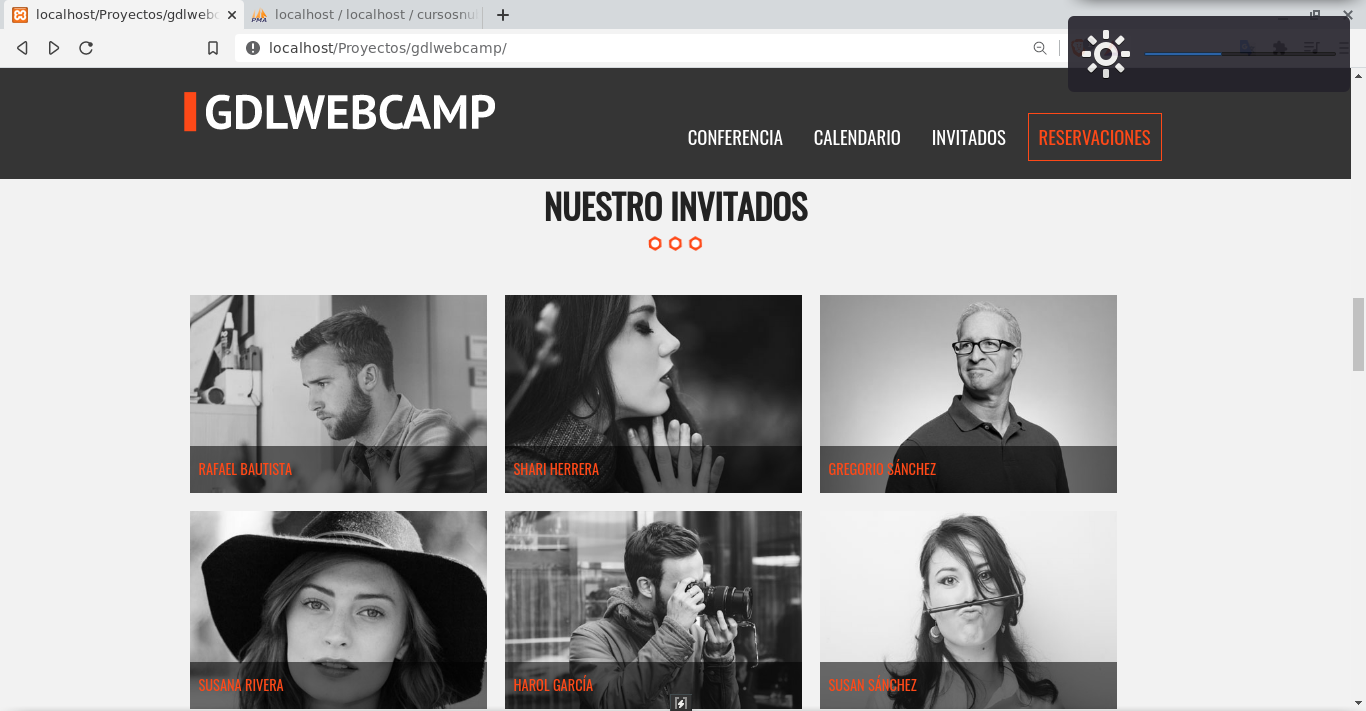 localhost/Proyectos/gdlwebc
localhost / localhost / cursosnu
localhost/Proyectos/gdlwebcamp/
GDLWEBCAMP
CONFERENCIA CALENDARIO INVITADOS RESERVACIONES
NUESTRO INVITADOS
RAFAEL BAUTISTA
SHARI HERRERA
GREGORIO SÁNCHEZ
SUSANA RIVERA
HAROL GARCÍA
SUSAN SÁNCHEZ